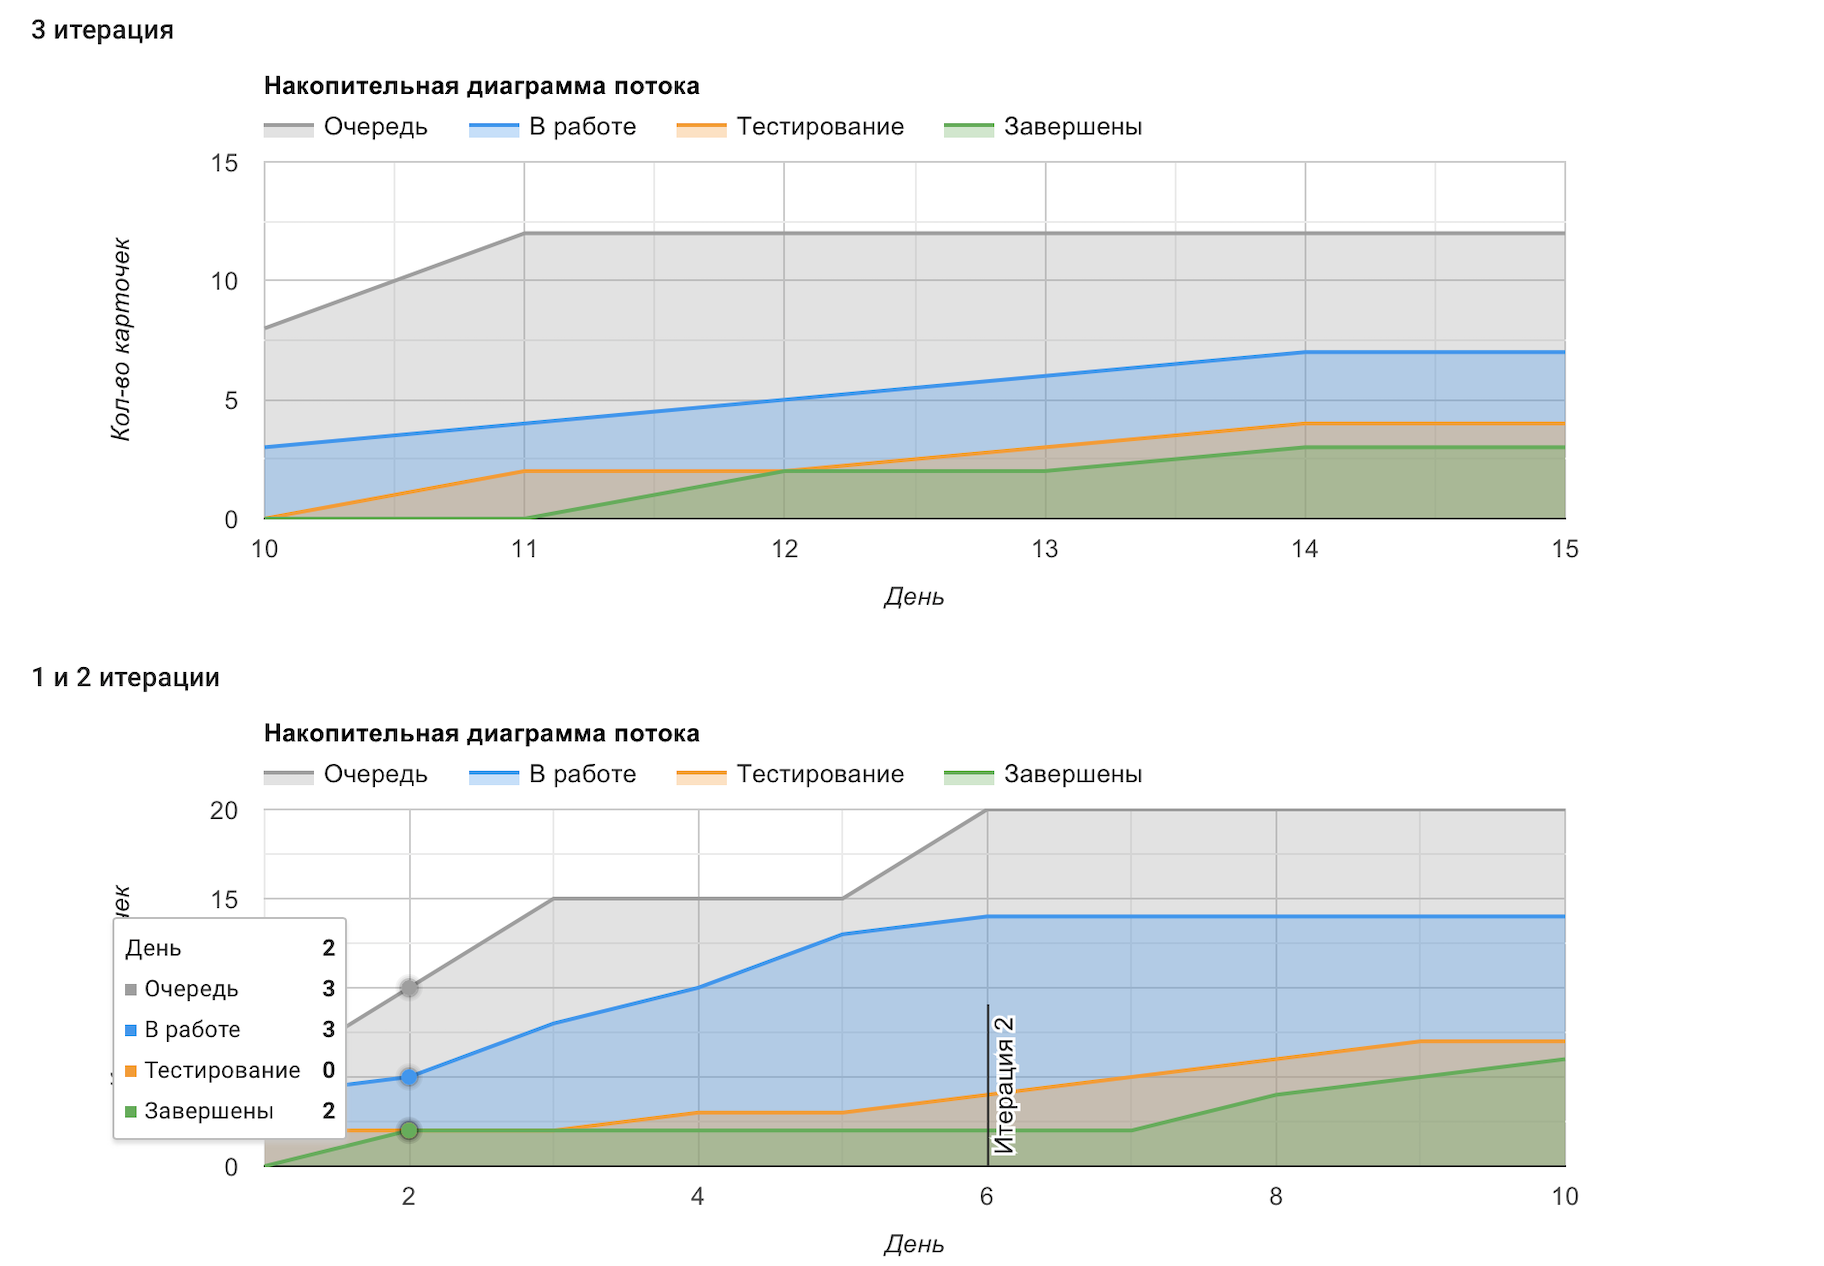 3 итерация
Накопительная диаграмма потока
Очередь В работе Тестирование Завершены
15
10
5
0
Кол-во карточек
10 11 12 13 14 15
День
1 и 2 итерации
Накопительная диаграмма потока
Очередь В работе Тестирование Завершены
20
15
0
День 2
Очередь 3
В работе 3
Тестирование 0
Завершены 2
Итерация 2
2 4 6 8 10
День